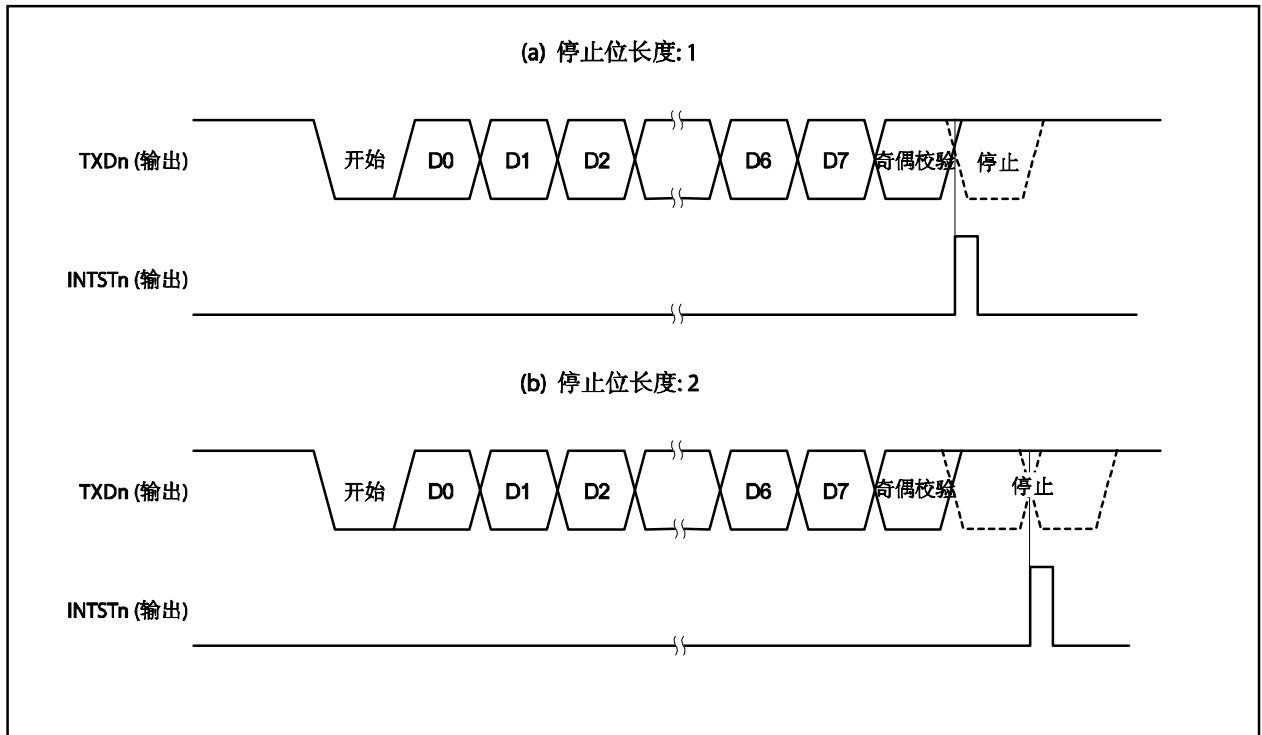 (a) 停止位长度: 1
TXDn (输出) 开始 D0 D1 D2 D6 D7 奇偶校验 停止
INTSTn (输出)
(b) 停止位长度: 2
TXDn (输出) 开始 D0 D1 D2 D6 D7 奇偶校验 停止
INTSTn (输出)